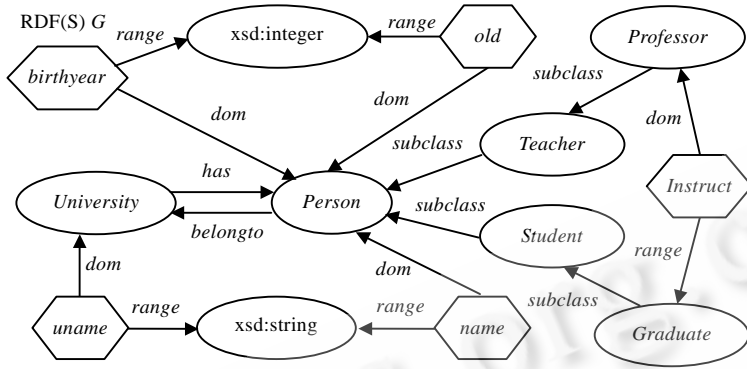 RDF(S) G
range
xsd:integer
range
old
Professor
birthyear
subclass
dom
dom
subclass
Teacher
dom
University
has
Person
Instruct
belongto
subclass
Student
range
dom
dom
subclass
uname
range
xsd:string
range
name
Graduate